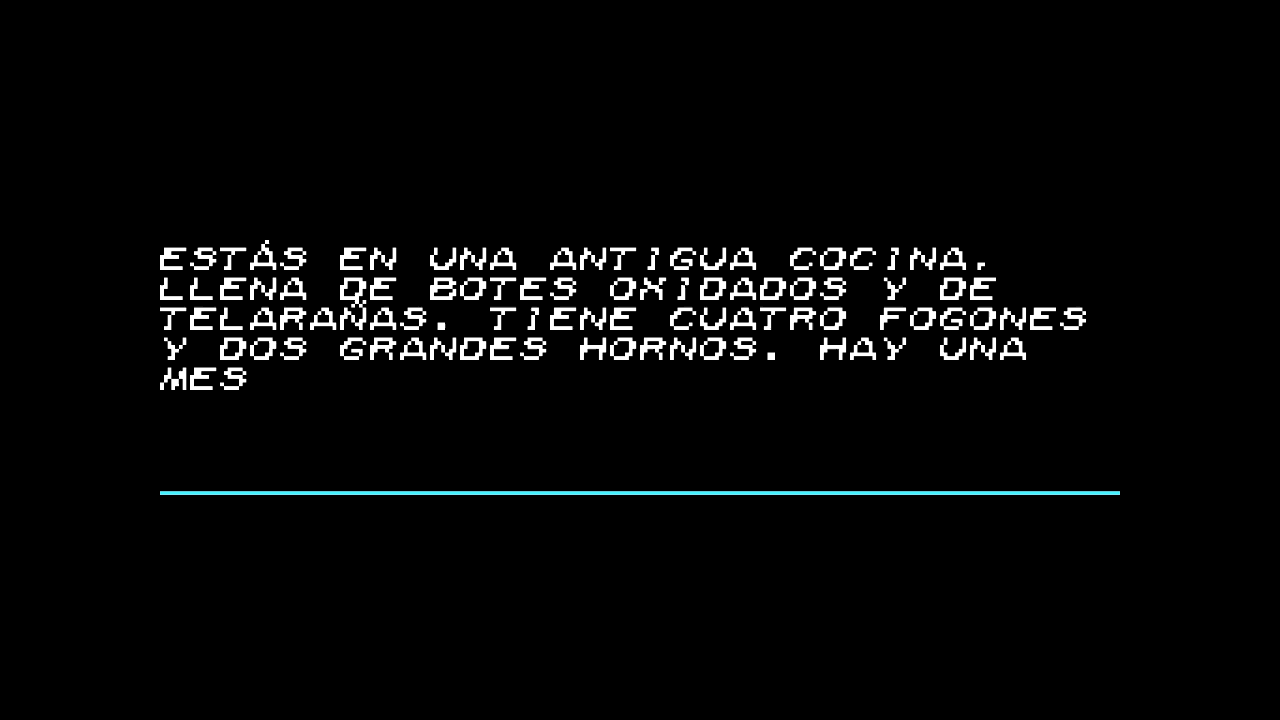 ESTÁS EN UNA ANTIGUA COCINA,
LLENA DE BOTES OXIDADOS Y DE
TELARAÑAS. TIENE CUATRO FOGONES
Y DOS GRANDES HORNOS. HAY UNA
MES